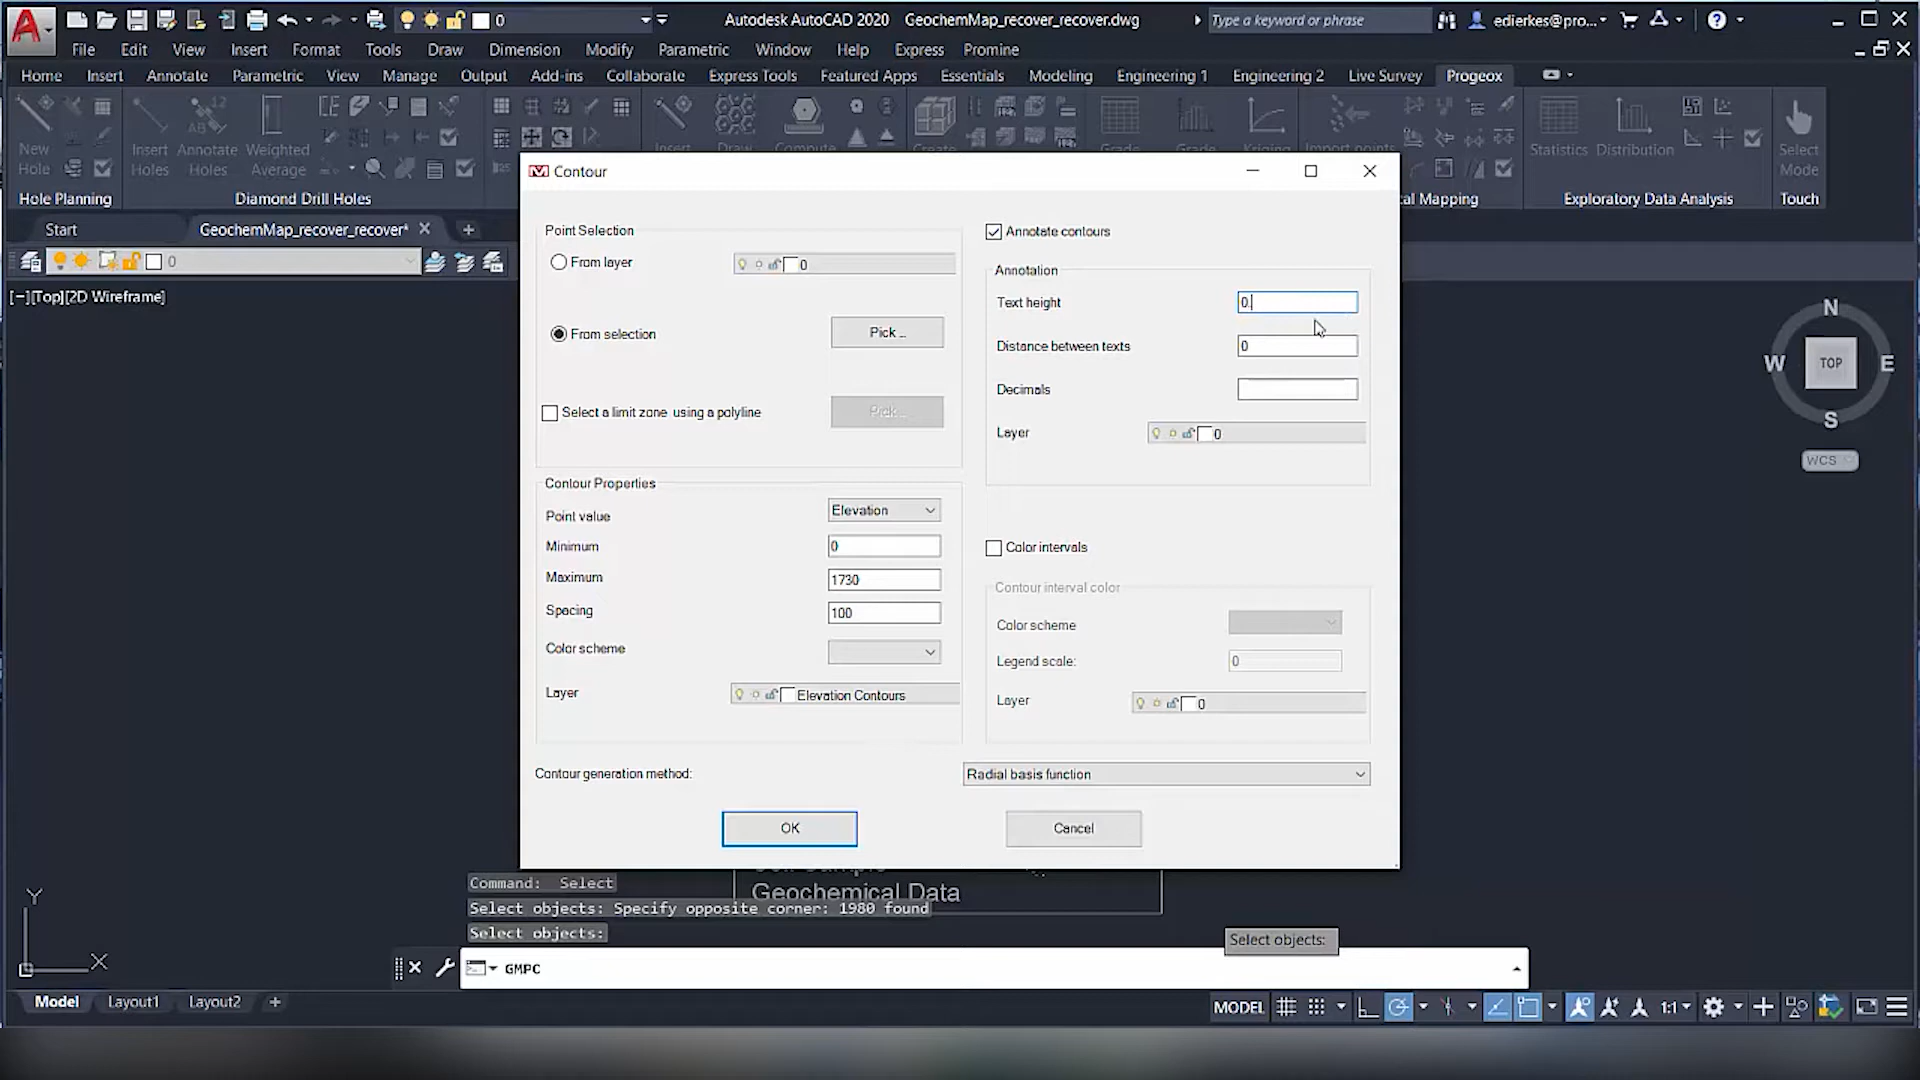 0
Autodesk AutoCAD 2020 GeochemMap_recover_recover.dwg
Type a keyword or phrase
edierkes@pro...
File Edit View Insert Format Tools Draw Dimension Modify Parametric Window Help Express Promine
Home Insert Annotate Parametric View Manage Output Add-ins Collaborate Express Tools Featured Apps Essentials Modeling Engineering 1 Engineering 2 Live Survey Progeox
New Hole
Insert Holes
Annotate Holes
Weighted Average
Statistics
Distribution
Select Mode
Hole Planning
Diamond Drill Holes
al Mapping
Exploratory Data Analysis
Touch
Start
GeochemMap_recover_recover*
0
[−][Top][2D Wireframe]
N
W
TOP
E
S
WCS
Contour
Point Selection
From layer
0
From selection
Pick ...
Select a limit zone using a polyline
Pick ...
Contour Properties
Point value
Elevation
Minimum
0
Maximum
1730
Spacing
100
Color scheme
Layer
Elevation Contours
Annotate contours
Annotation
Text height
0.
Distance between texts
0
Decimals
Layer
0
Color intervals
Contour interval color
Color scheme
Legend scale:
0
Layer
0
Contour generation method:
Radial basis function
OK
Cancel
Geochemical Data
Command: Select
Select objects: Specify opposite corner: 1980 found
Select objects:
Select objects:
GMPC
Y
X
Model Layout1 Layout2
MODEL
1:1